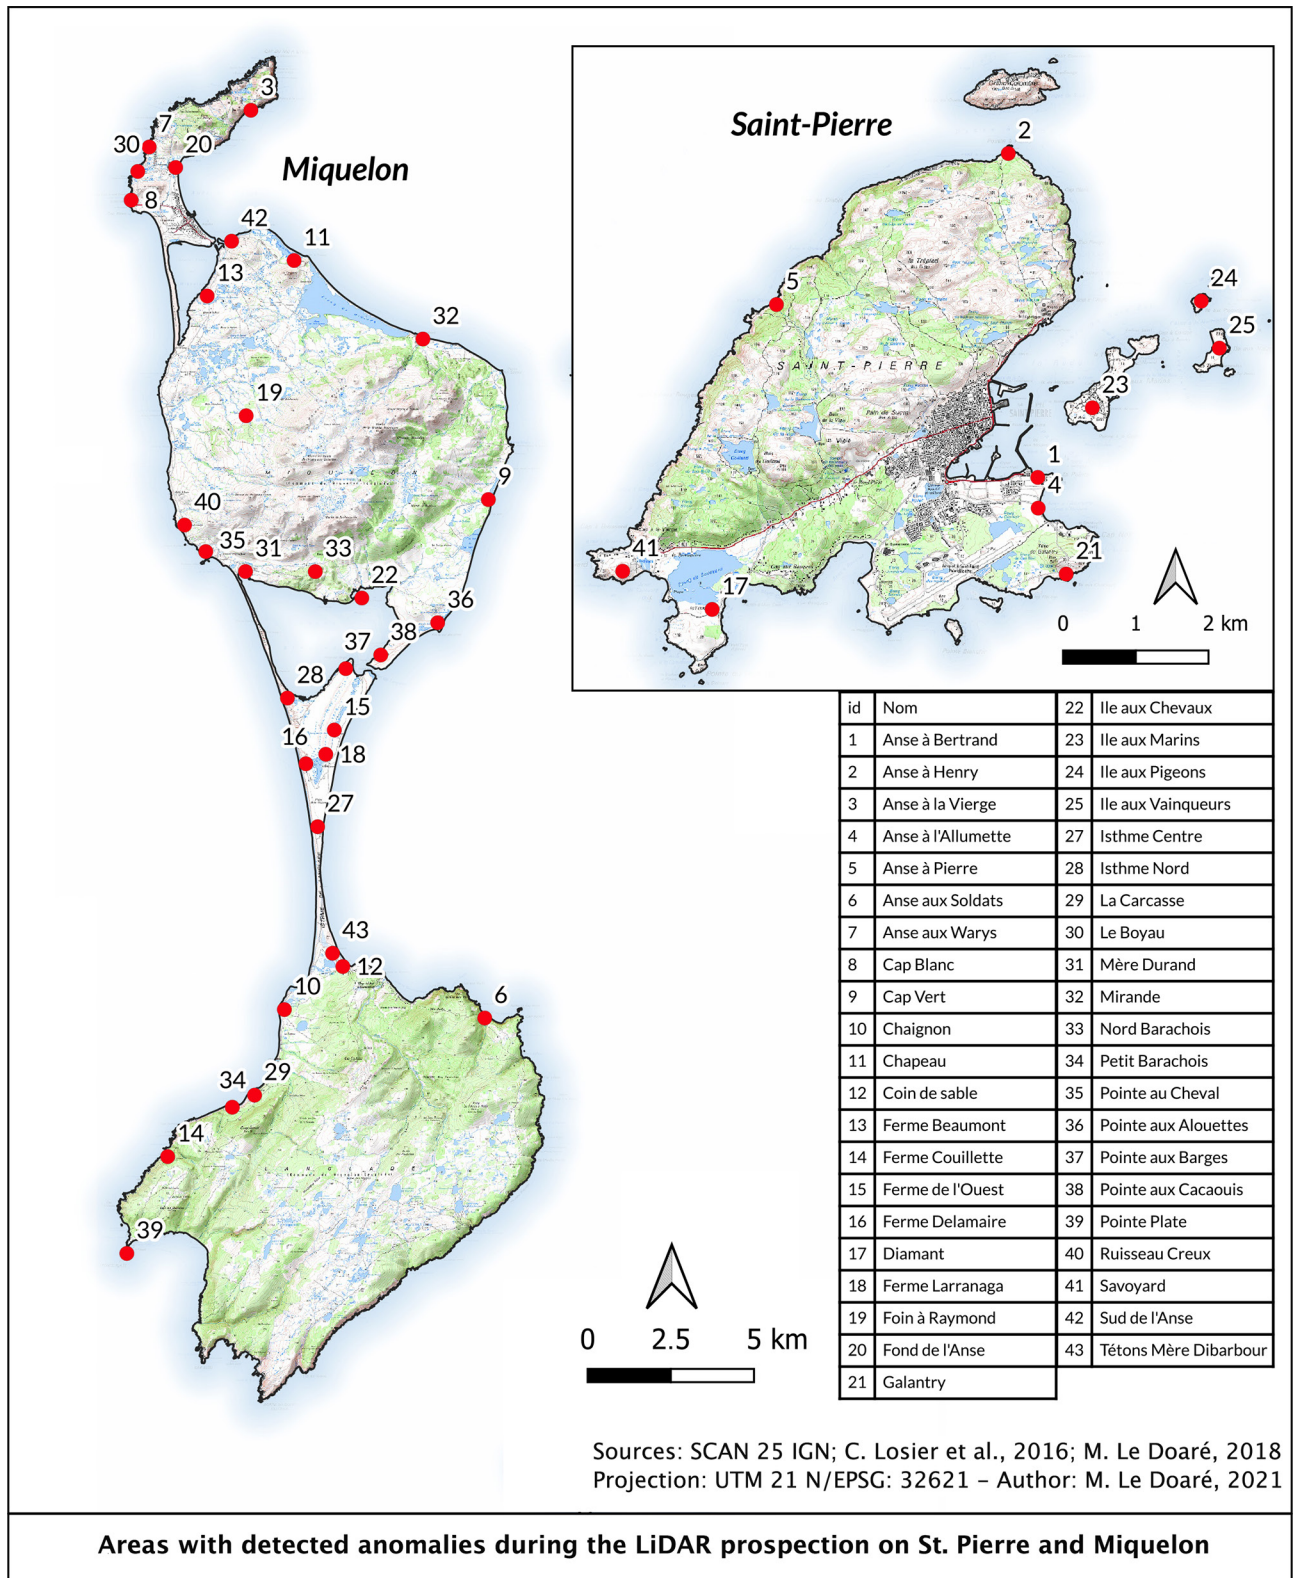 Miquelon
3
7
30
20
8
42
11
13
32
19
9
40
35
31
33
22
36
38
37
28
15
16
18
27
43
12
10
6
29
34
14
39
MIQUELON
LANGLADE
0 2.5 5 km
Saint-Pierre
2
5
24
25
23
1
4
21
41
17
SAINT-PIERRE
0 1 2 km
id Nom
1 Anse à Bertrand
2 Anse à Henry
3 Anse à la Vierge
4 Anse à l'Allumette
5 Anse à Pierre
6 Anse aux Soldats
7 Anse aux Warys
8 Cap Blanc
9 Cap Vert
10 Chaignon
11 Chapeau
12 Coin de sable
13 Ferme Beaumont
14 Ferme Couillette
15 Ferme de l'Ouest
16 Ferme Delamaire
17 Diamant
18 Ferme Larranaga
19 Foin à Raymond
20 Fond de l'Anse
21 Galantry
22 Ile aux Chevaux
23 Ile aux Marins
24 Ile aux Pigeons
25 Ile aux Vainqueurs
27 Isthme Centre
28 Isthme Nord
29 La Carcasse
30 Le Boyau
31 Mère Durand
32 Mirande
33 Nord Barachois
34 Petit Barachois
35 Pointe au Cheval
36 Pointe aux Alouettes
37 Pointe aux Barges
38 Pointe aux Cacaouis
39 Pointe Plate
40 Ruisseau Creux
41 Savoyard
42 Sud de l'Anse
43 Tétons Mère Dibarbour
Sources: SCAN 25 IGN; C. Losier et al., 2016; M. Le Doaré, 2018
Projection: UTM 21 N/EPSG: 32621 – Author: M. Le Doaré, 2021
Areas with detected anomalies during the LiDAR prospection on St. Pierre and Miquelon